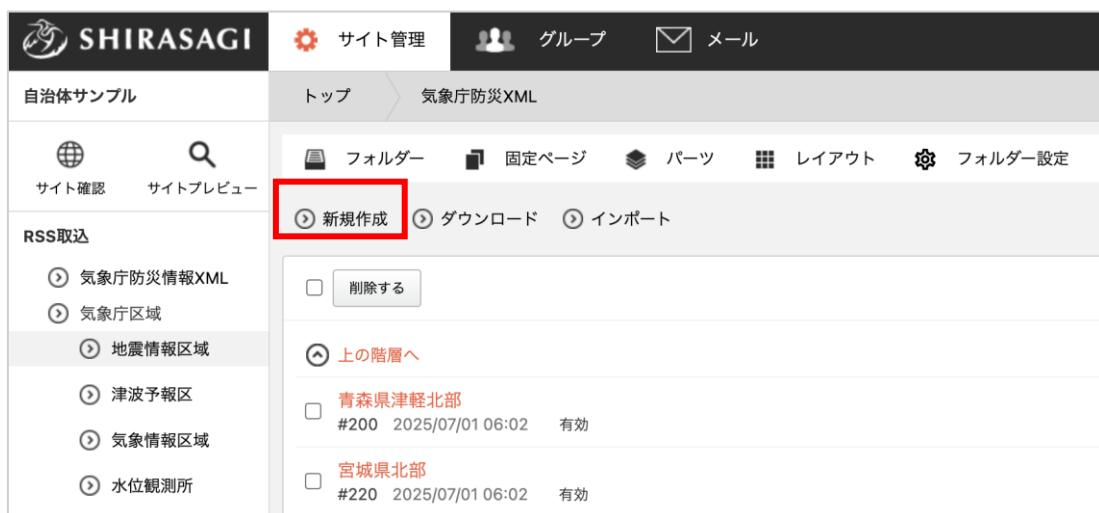 SHIRASAGI サイト管理 グループ メール
自治体サンプル
トップ 気象庁防災XML
サイト確認 サイトプレビュー
フォルダー 固定ページ パーツ レイアウト フォルダー設定
新規作成 ダウンロード インポート
RSS取込
気象庁防災情報XML
気象庁区域
地震情報区域
津波予報区
気象情報区域
水位観測所
削除する
上の階層へ
青森県津軽北部
#200 2025/07/01 06:02 有効
宮城県北部
#220 2025/07/01 06:02 有効